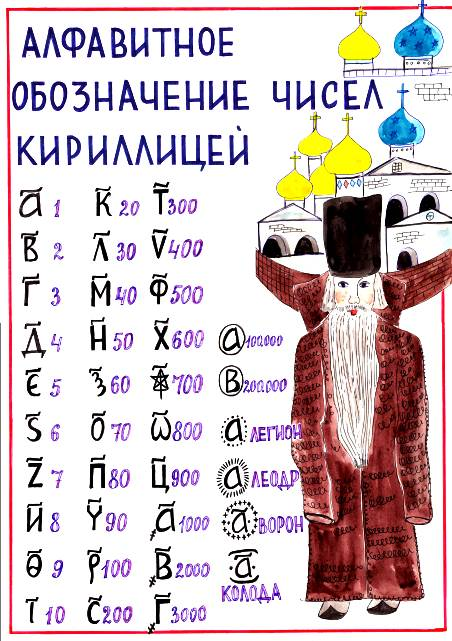 АЛФАВИТНОЕ
ОБОЗНАЧЕНИЕ ЧИСЕЛ
КИРИЛЛИЦЕЙ
А҃ 1 К҃ 20 Т҃ 300
В҃ 2 Л҃ 30 Ѵ҃ 400
Г҃ 3 М҃ 40 Ф҃ 500
Д҃ 4 Н҃ 50 Х҃ 600 а 100.000
Є҃ 5 Ѯ҃ 60 Ѱ҃ 700 В 200.000
Ѕ҃ 6 О҃ 70 Ѿ҃ 800 а ЛЕГИОН
Z҃ 7 П҃ 80 Ц҃ 900 а ЛЕОДР
И҃ 8 Ч҃ 90 ҂А҃ 1000 а ВОРОН
Ѳ҃ 9 Р҃ 100 ҂В҃ 2000 а
КОЛОДА
І҃ 10 С҃ 200 ҂Г҃ 3000